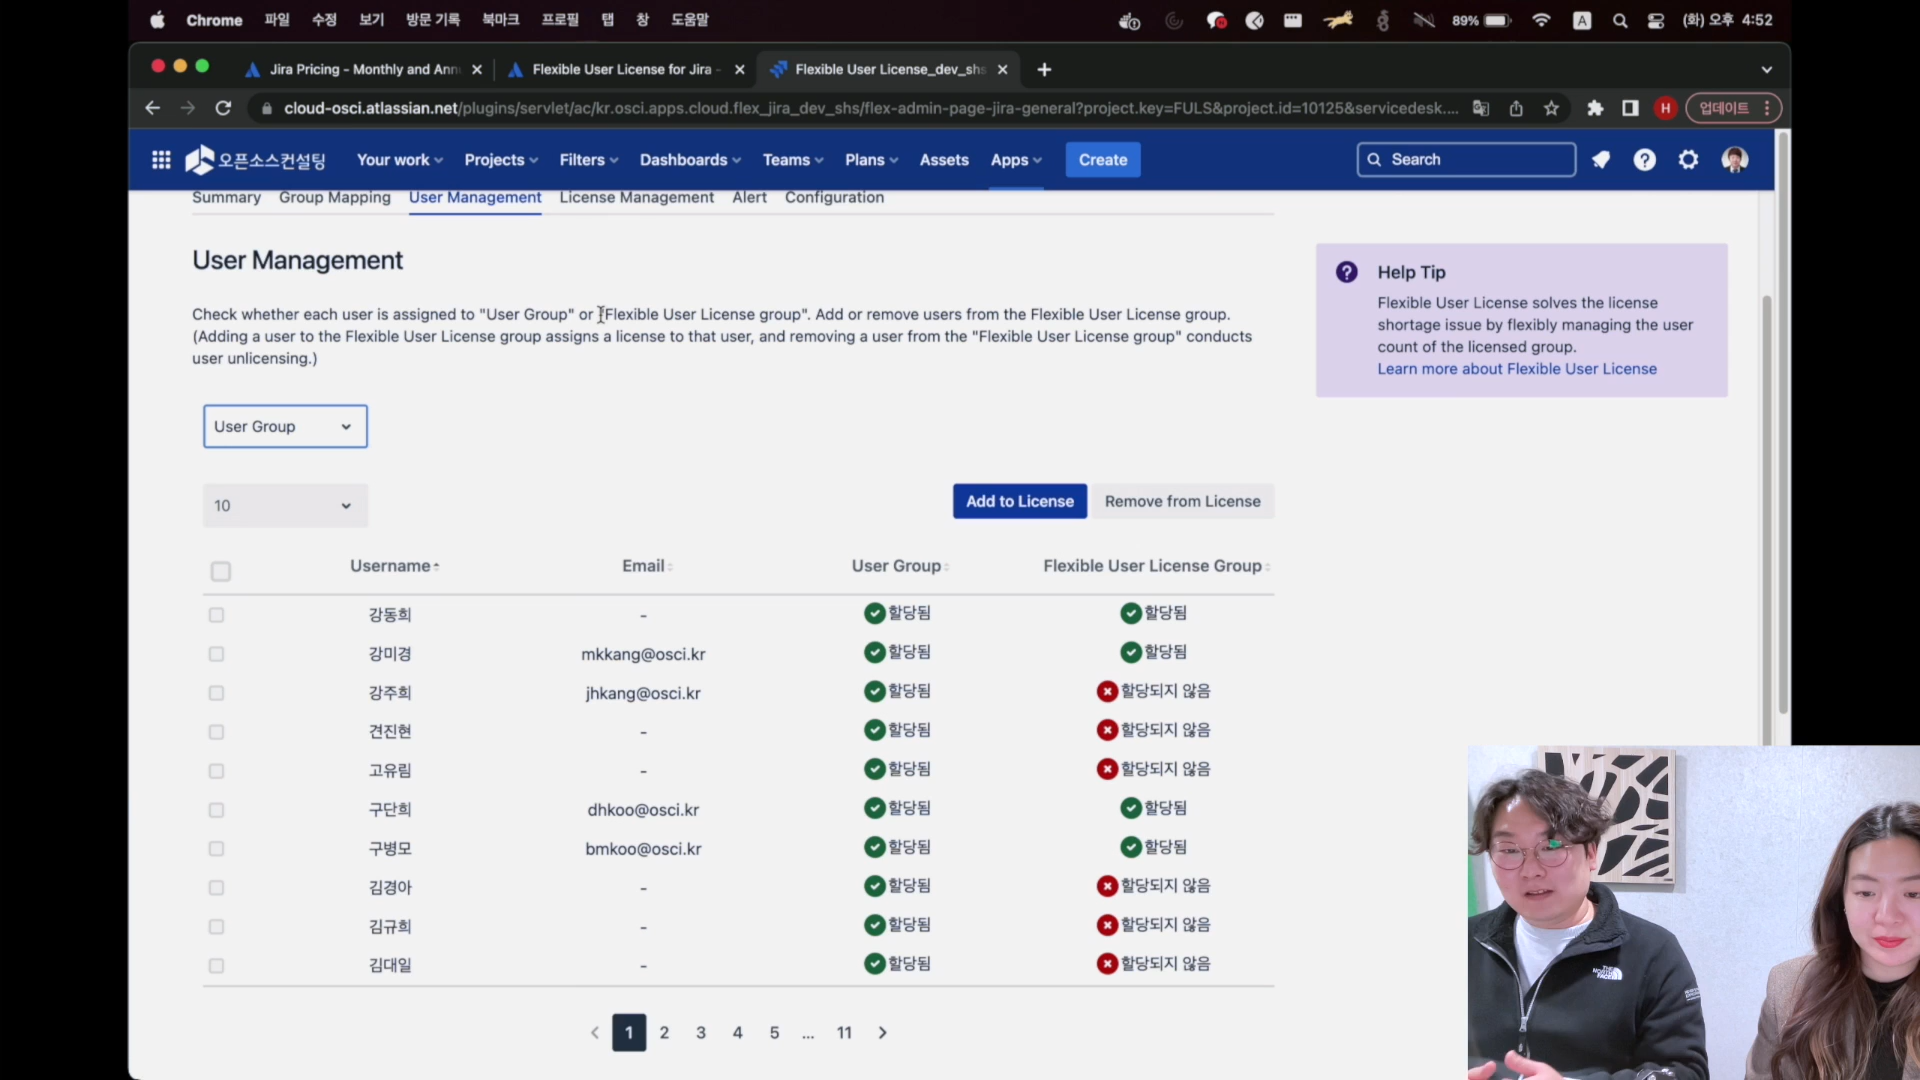 Chrome 파일 수정 보기 방문 기록 북마크 프로필 탭 창 도움말 89% A (화) 오후 4:52
Jira Pricing - Monthly and Ann
Flexible User License for Jira -
Flexible User License_dev_shs
cloud-osci.atlassian.net/plugins/servlet/ac/kr.osci.apps.cloud.flex_jira_dev_shs/flex-admin-page-jira-general?project.key=FULS&project.id=10125&servicedesk.... H 업데이트
오픈소스컨설팅 Your work Projects Filters Dashboards Teams Plans Assets Apps Create Search
Summary Group Mapping User Management License Management Alert Configuration
User Management
Check whether each user is assigned to "User Group" or "Flexible User License group". Add or remove users from the Flexible User License group.
(Adding a user to the Flexible User License group assigns a license to that user, and removing a user from the "Flexible User License group" conducts
user unlicensing.)
Help Tip
Flexible User License solves the license
shortage issue by flexibly managing the user
count of the licensed group.
Learn more about Flexible User License
User Group
10
Add to License Remove from License
Username Email User Group Flexible User License Group
강동희 - 할당됨 할당됨
강미경 mkkang@osci.kr 할당됨 할당됨
강주희 jhkang@osci.kr 할당됨 할당되지 않음
견진현 - 할당됨 할당되지 않음
고유림 - 할당됨 할당되지 않음
구단희 dhkoo@osci.kr 할당됨 할당됨
구병모 bmkoo@osci.kr 할당됨 할당됨
김경아 - 할당됨 할당되지 않음
김규희 - 할당됨 할당되지 않음
김대일 - 할당됨 할당되지 않음
1 2 3 4 5 ... 11
THE
NORTH
FACE